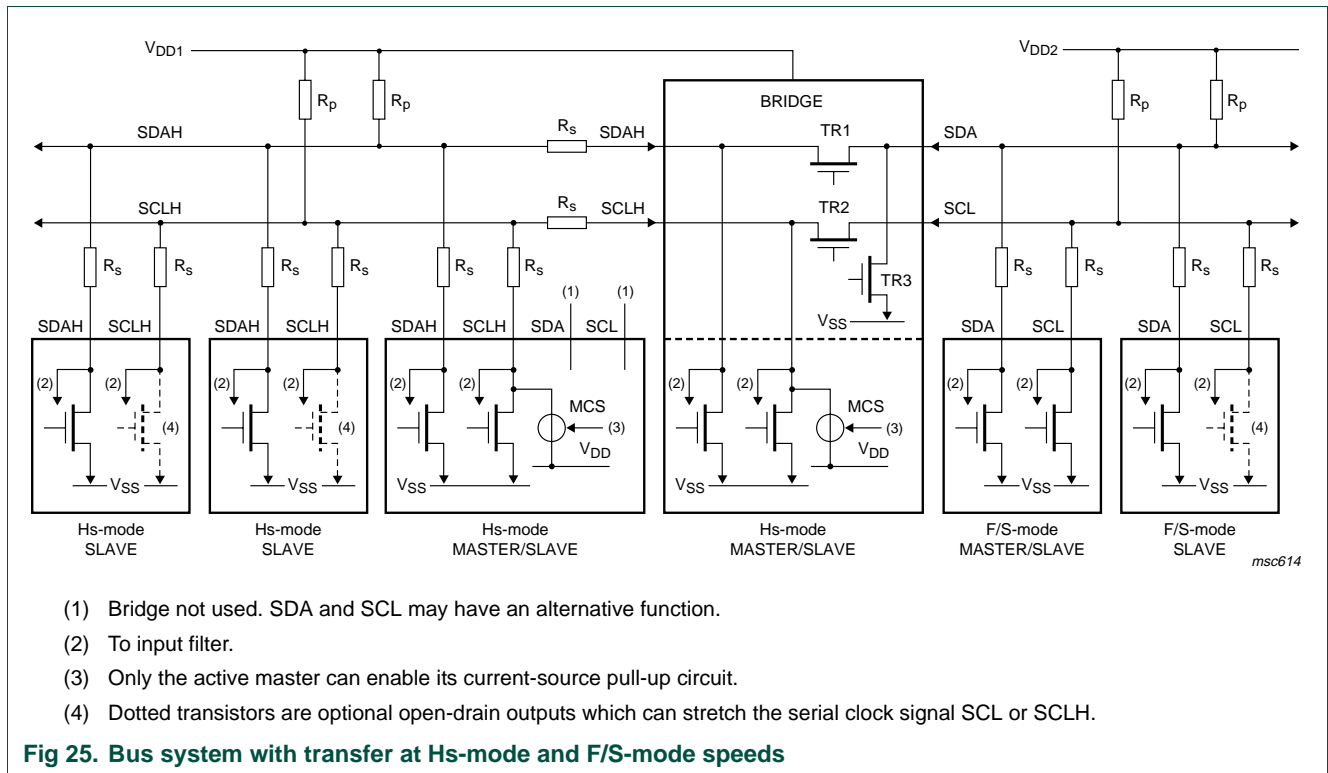 VDD1
VDD2
Rp Rp BRIDGE Rp Rp
SDAH Rs SDAH TR1 SDA
SCLH Rs SCLH TR2 SCL
Rs Rs Rs Rs Rs Rs Rs Rs Rs Rs
TR3
(1) (1)
VSS
SDAH SCLH SDAH SCLH SDAH SCLH SDA SCL SDA SCL SDA SCL
(2) (2) (2) (2) (2) (2) (2) (2) (2) (2) (2) (2)
MCS MCS
(4) (4) (3) (3) (4)
VDD VDD
VSS VSS VSS VSS VSS VSS
Hs-mode Hs-mode Hs-mode Hs-mode F/S-mode F/S-mode
SLAVE SLAVE MASTER/SLAVE MASTER/SLAVE MASTER/SLAVE SLAVE
msc614
(1) Bridge not used. SDA and SCL may have an alternative function.
(2) To input filter.
(3) Only the active master can enable its current-source pull-up circuit.
(4) Dotted transistors are optional open-drain outputs which can stretch the serial clock signal SCL or SCLH.
Fig 25. Bus system with transfer at Hs-mode and F/S-mode speeds